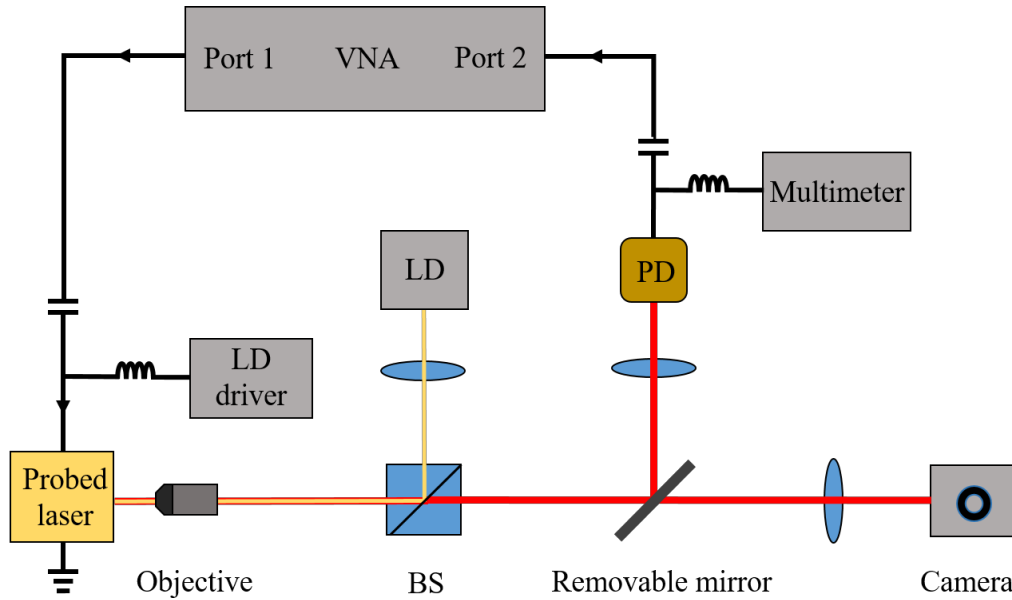 Port 1 VNA Port 2
Multimeter
LD
PD
LD
driver
Probed
laser
Objective BS Removable mirror Camera